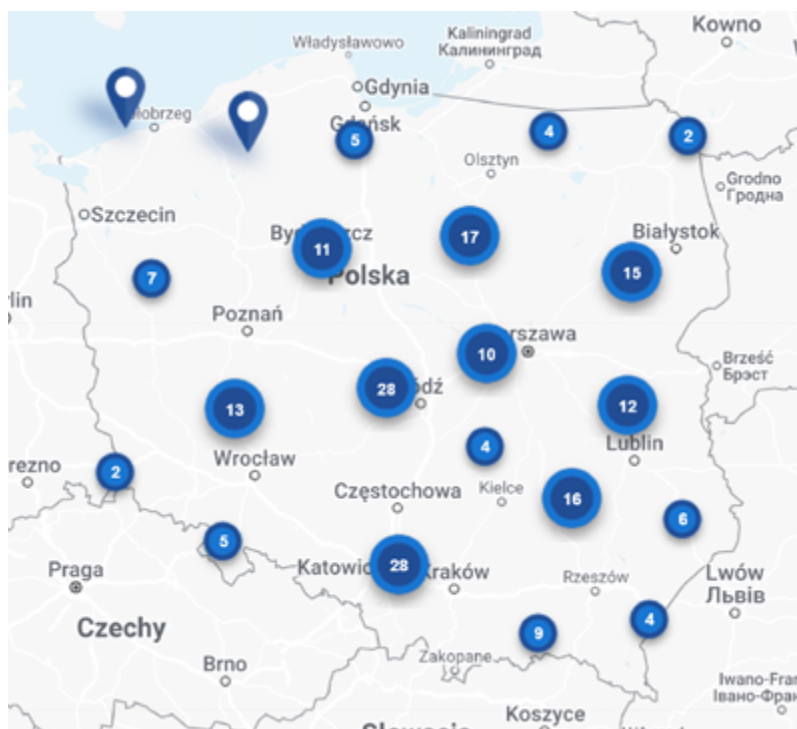 Kowno
Władysławowo
Kaliningrad
Калининград
Gdynia
Gdańsk
5
4
2
Olsztyn
Grodno
Гродна
Szczecin
Białystok
11
17
15
7
Polska
Poznań
10
Brześć
Брэст
28
13
12
Lublin
4
Wrocław
2
Częstochowa
Kielce
16
6
5
Praga
28
Kraków
Rzeszów
Lwów
Львів
Czechy
9
4
Zakopane
Brno
Koszyce